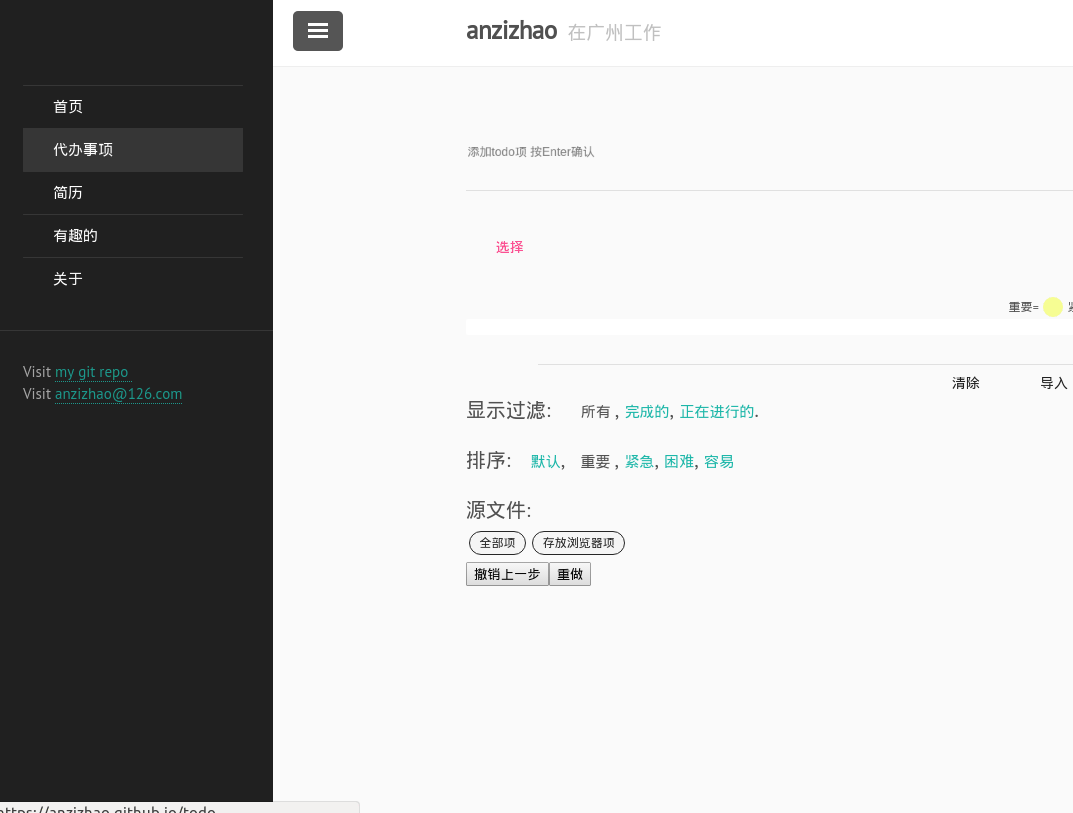 anzizhao 在广州工作
首页
代办事项
简历
有趣的
关于
Visit my git repo
Visit anzizhao@126.com
添加todo项 按Enter确认
选择
重要=
清除 导入
显示过滤: 所有 , 完成的, 正在进行的.
排序: 默认, 重要 , 紧急, 困难, 容易
源文件:
全部项 存放浏览器项
撤销上一步 重做
https://anzizhao.github.io/todo